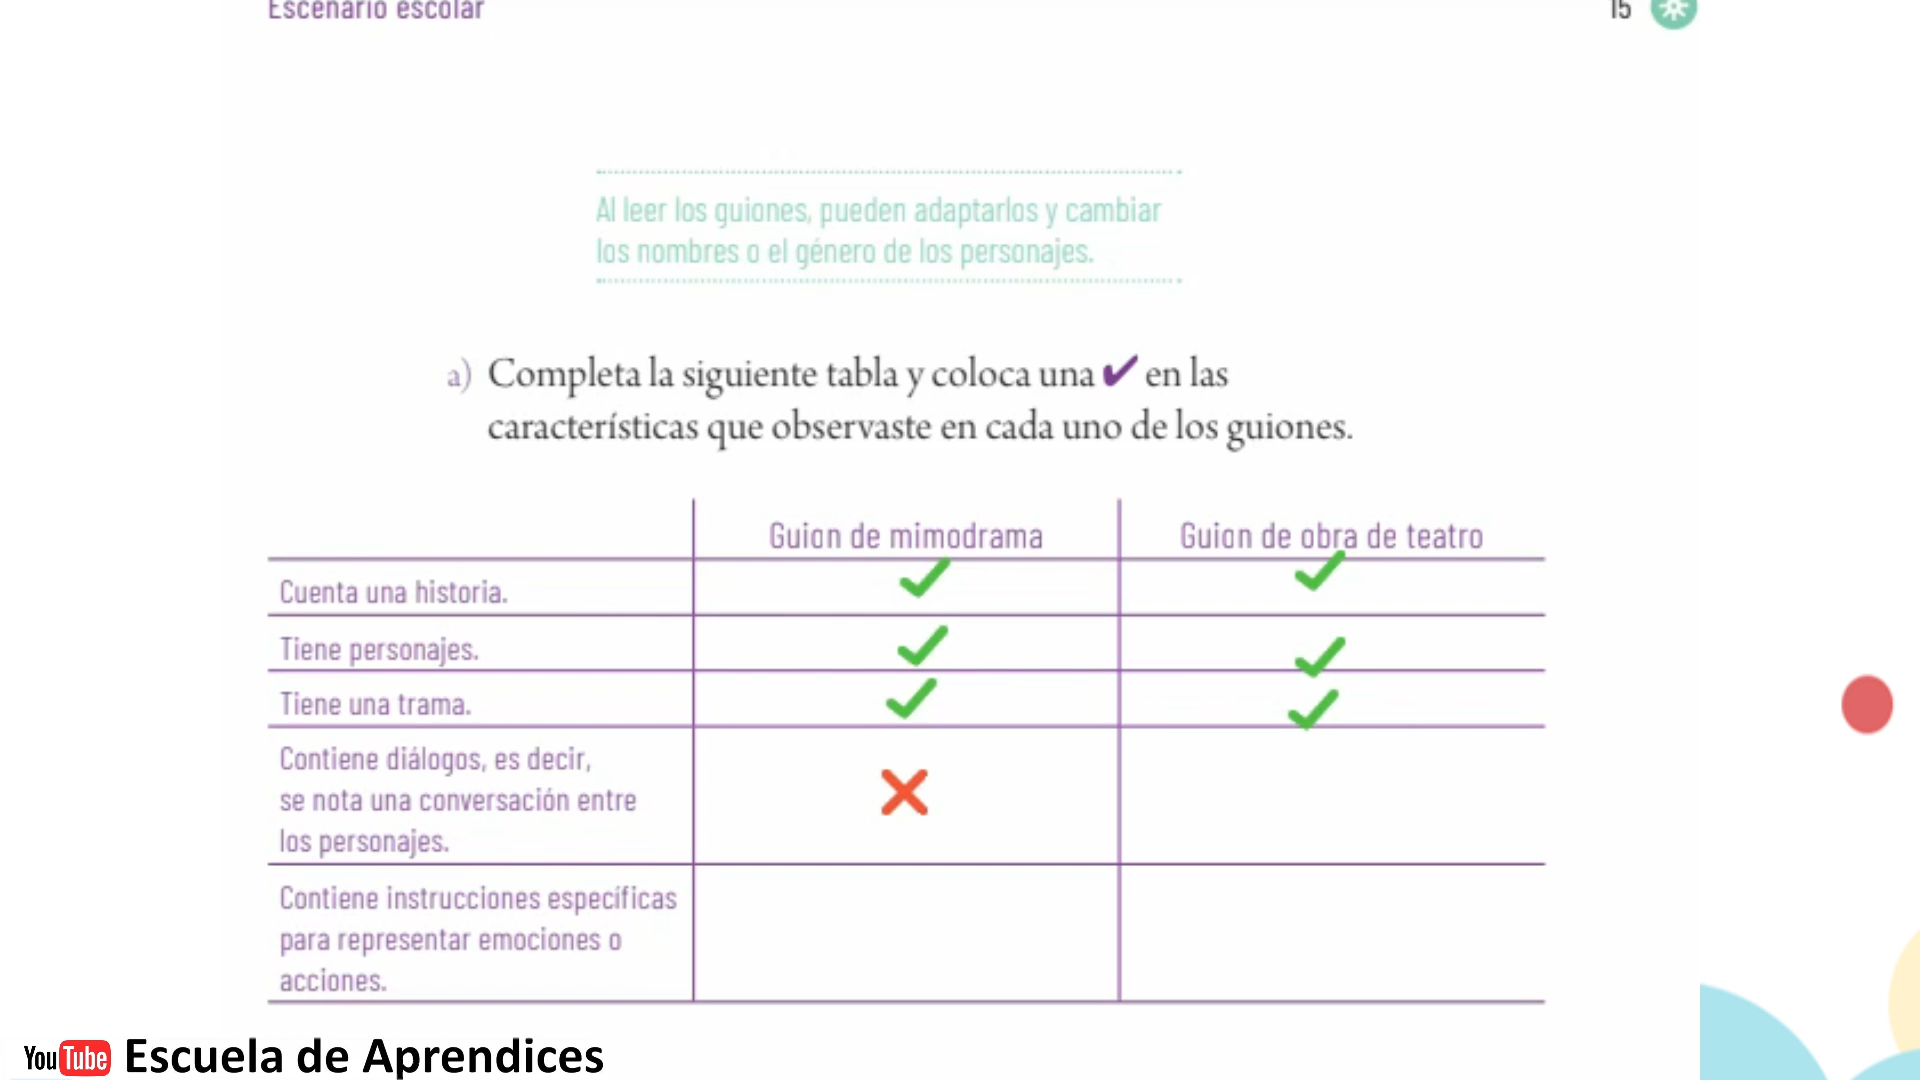 Escenario escolar
15
Al leer los guiones, pueden adaptarlos y cambiar
los nombres o el género de los personajes.
a) Completa la siguiente tabla y coloca una ✔ en las
características que observaste en cada uno de los guiones.
Guion de mimodrama
Guion de obra de teatro
Cuenta una historia.
Tiene personajes.
Tiene una trama.
Contiene diálogos, es decir,
se nota una conversación entre
los personajes.
Contiene instrucciones específicas
para representar emociones o
acciones.
YouTube Escuela de Aprendices